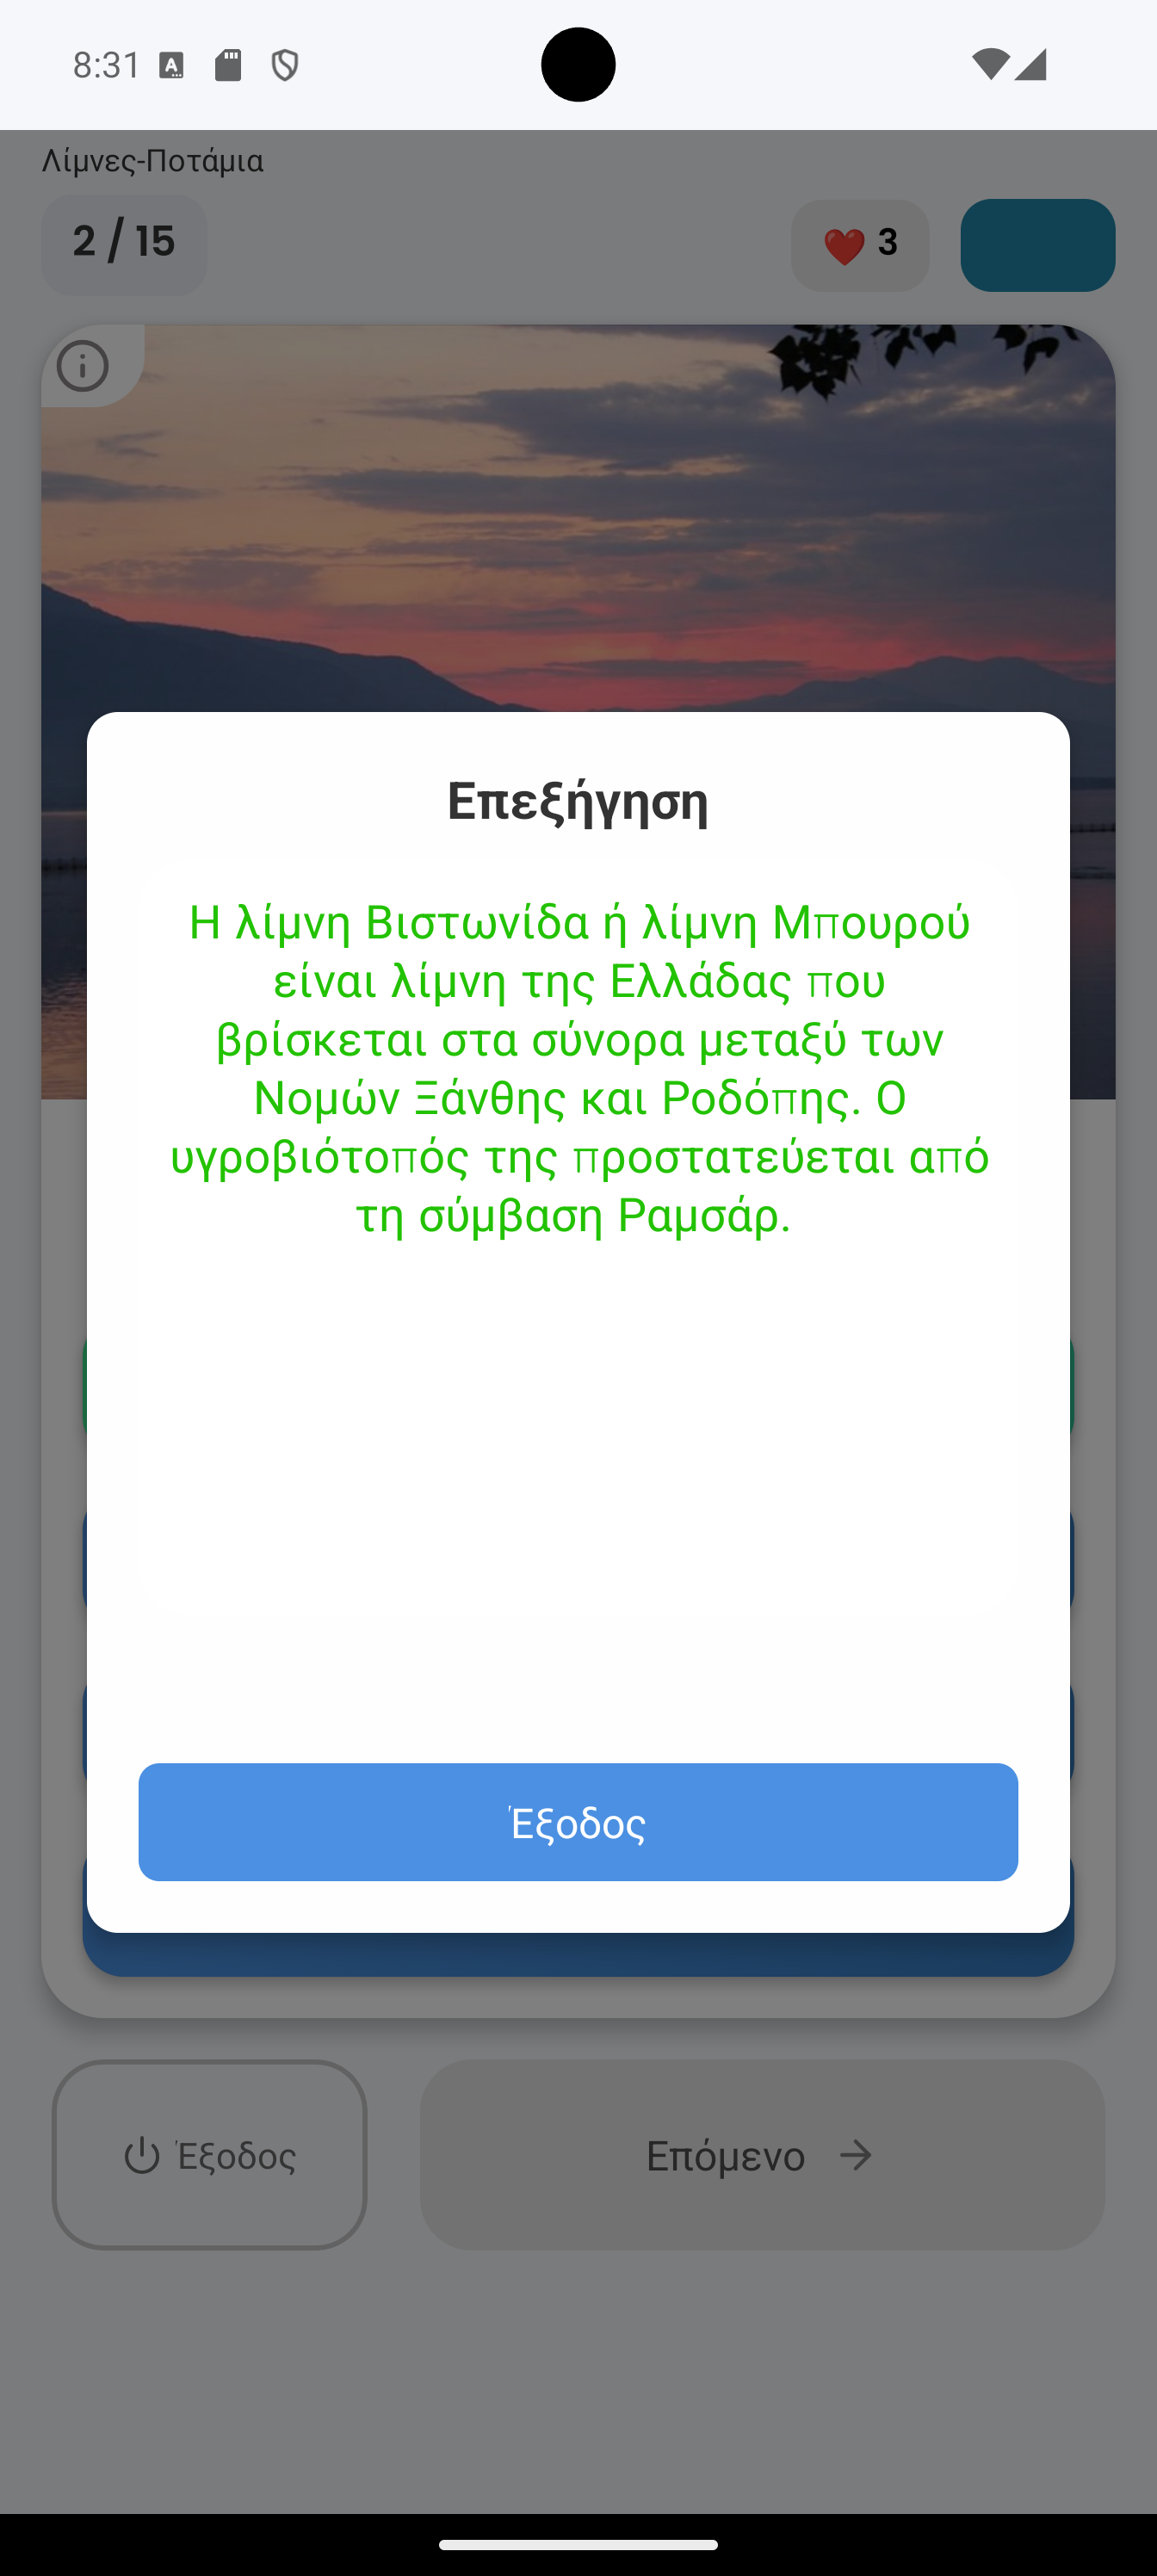 8:31
Λίμνες-Ποτάμια
2 / 15
3
Επεξήγηση
Η λίμνη Βιστωνίδα ή λίμνη Μπουρού
είναι λίμνη της Ελλάδας που
βρίσκεται στα σύνορα μεταξύ των
Νομών Ξάνθης και Ροδόπης. Ο
υγροβιότοπός της προστατεύεται από
τη σύμβαση Ραμσάρ.
Έξοδος
Έξοδος
Επόμενο →